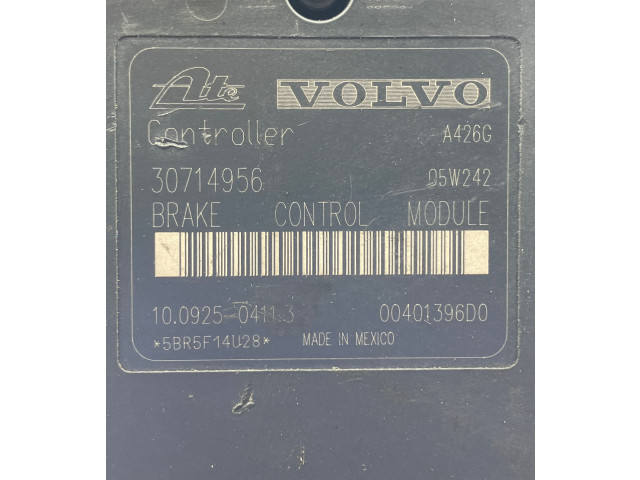 Ate VOLVO
Controller A426G
30714956 05W242
BRAKE CONTROL MODULE
10.0925-0411.3 00401396D0
*5BR5F14U28* MADE IN MEXICO